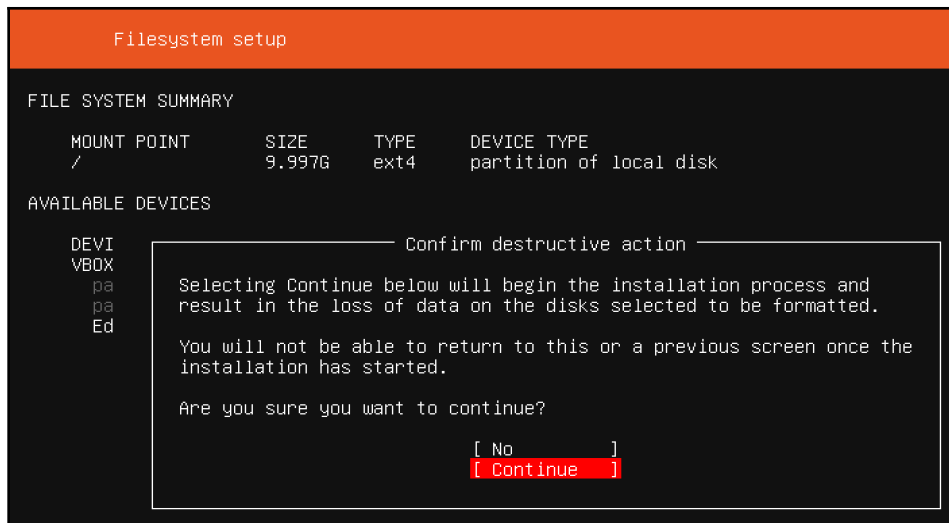 Filesystem setup
FILE SYSTEM SUMMARY
MOUNT POINT SIZE TYPE DEVICE TYPE
/ 9.997G ext4 partition of local disk
AVAILABLE DEVICES
DEVI
Confirm destructive action
VBOX
pa
pa
Ed
Selecting Continue below will begin the installation process and
result in the loss of data on the disks selected to be formatted.
You will not be able to return to this or a previous screen once the
installation has started.
Are you sure you want to continue?
[ No ]
[ Continue ]